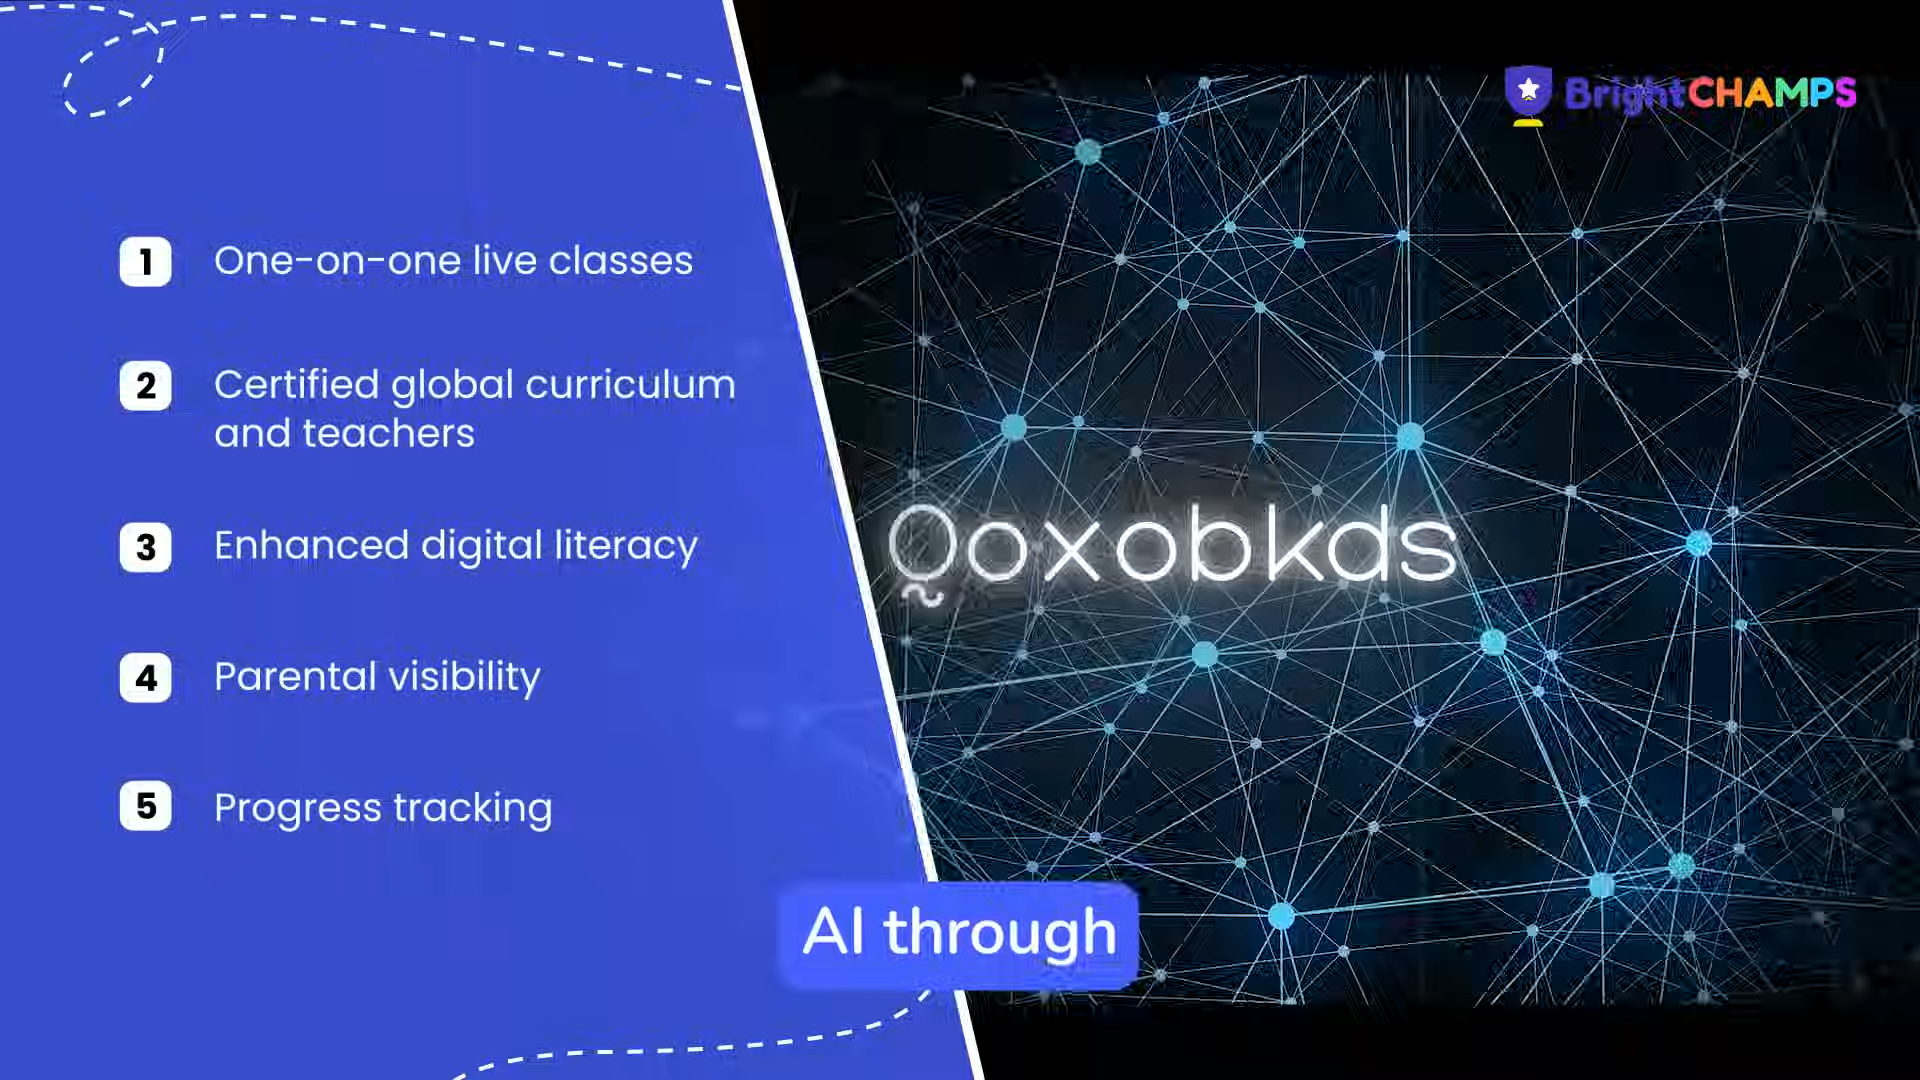 BrightCHAMPS
1 One-on-one live classes
2 Certified global curriculum
and teachers
3 Enhanced digital literacy
4 Parental visibility
5 Progress tracking
Qoxobkds
AI through